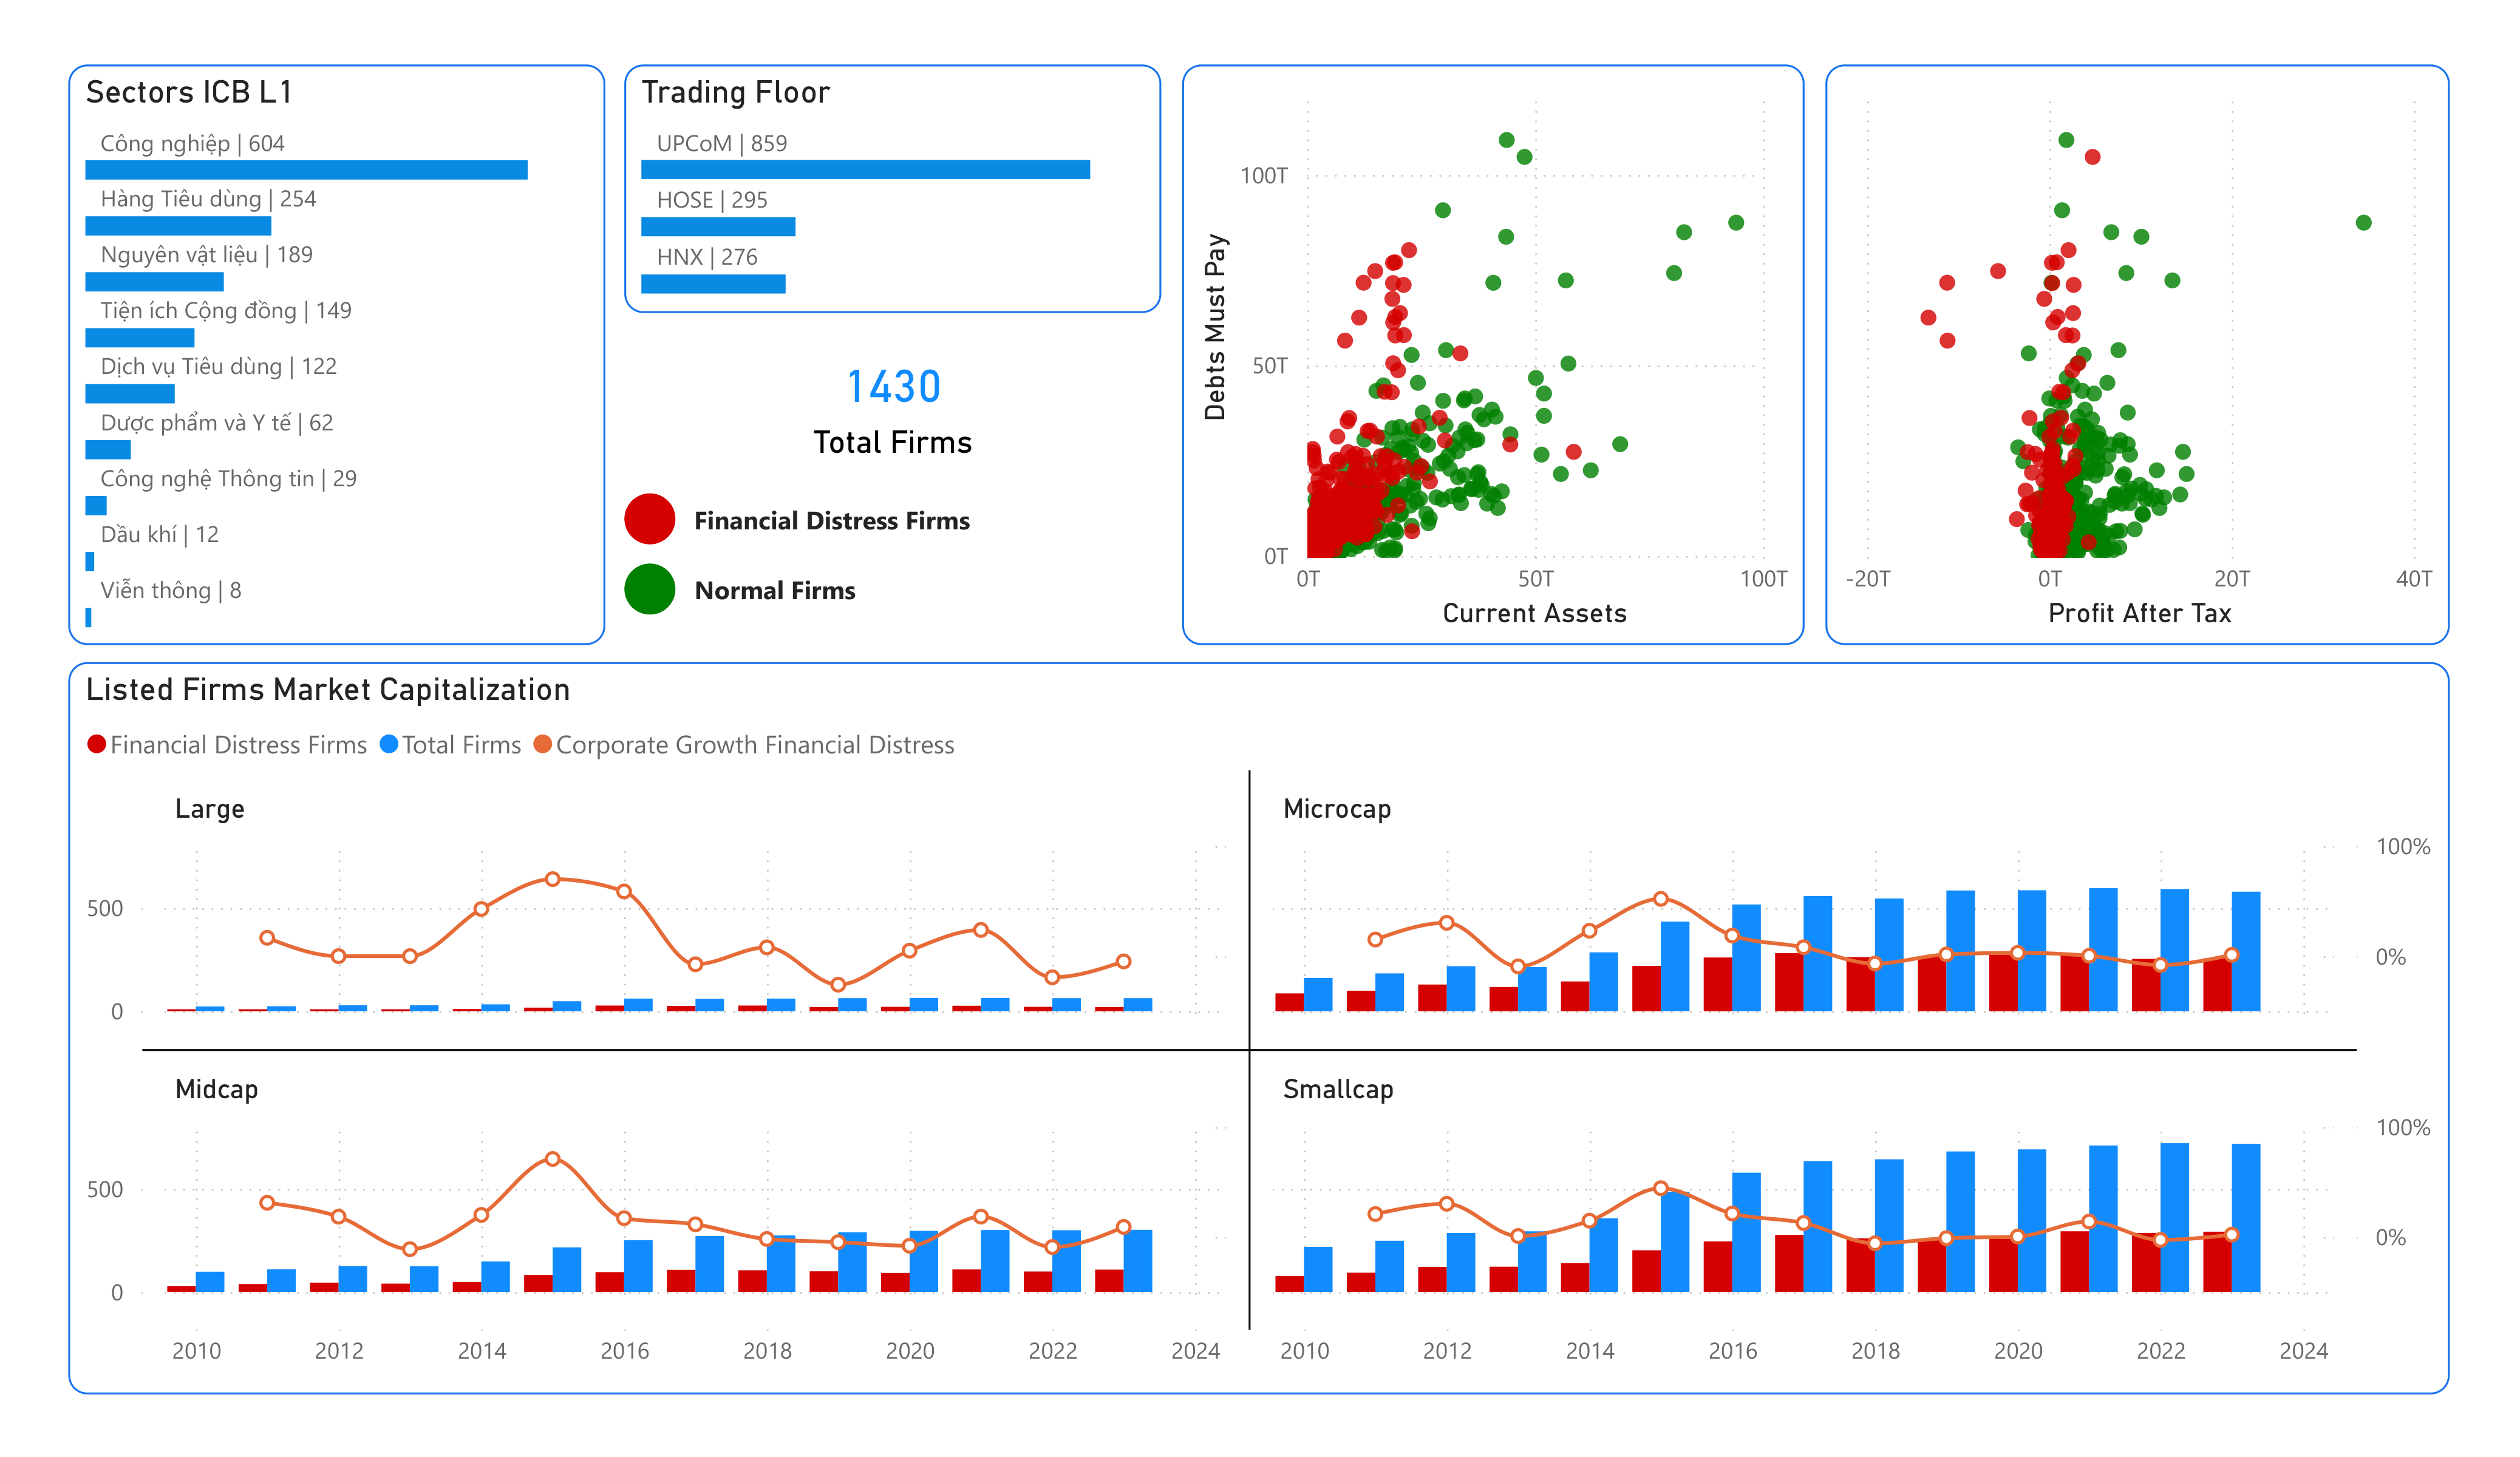 Sectors ICB L1
Công nghiệp | 604
Hàng Tiêu dùng | 254
Nguyên vật liệu | 189
Tiện ích Cộng đồng | 149
Dịch vụ Tiêu dùng | 122
Dược phẩm và Y tế | 62
Công nghệ Thông tin | 29
Dầu khí | 12
Viễn thông | 8
Trading Floor
UPCoM | 859
HOSE | 295
HNX | 276
1430
Total Firms
Financial Distress Firms
Normal Firms
Debts Must Pay
100T
50T
0T
0T 50T 100T
Current Assets
-20T 0T 20T 40T
Profit After Tax
Listed Firms Market Capitalization
Financial Distress Firms Total Firms Corporate Growth Financial Distress
Large
500
0
Microcap
100%
0%
Midcap
500
0
2010 2012 2014 2016 2018 2020 2022 2024
Smallcap
100%
0%
2010 2012 2014 2016 2018 2020 2022 2024